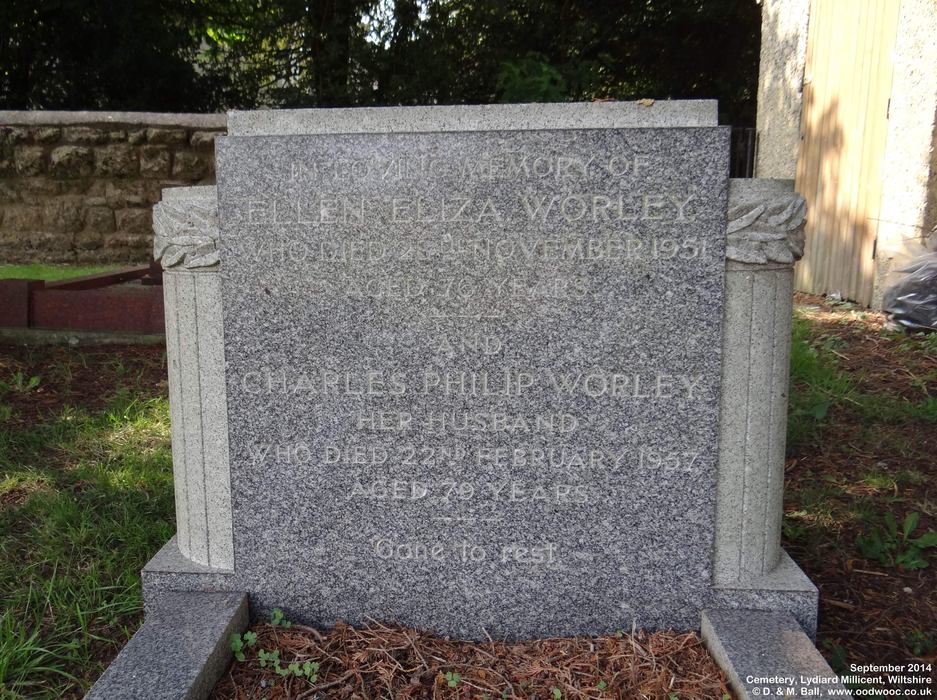 IN LOVING MEMORY OF
ELLEN ELIZA WORLEY
WHO DIED NOVEMBER 1951
AGED 70 YEARS
AND
CHARLES PHILIP WORLEY
HER HUSBAND
WHO DIED 22ND FEBRUARY 1957
AGED 79 YEARS
"Gone to rest"
September 2014
Cemetery, Lydiard Millicent, Wiltshire
© D. & M. Ball, www.oodwooc.co.uk